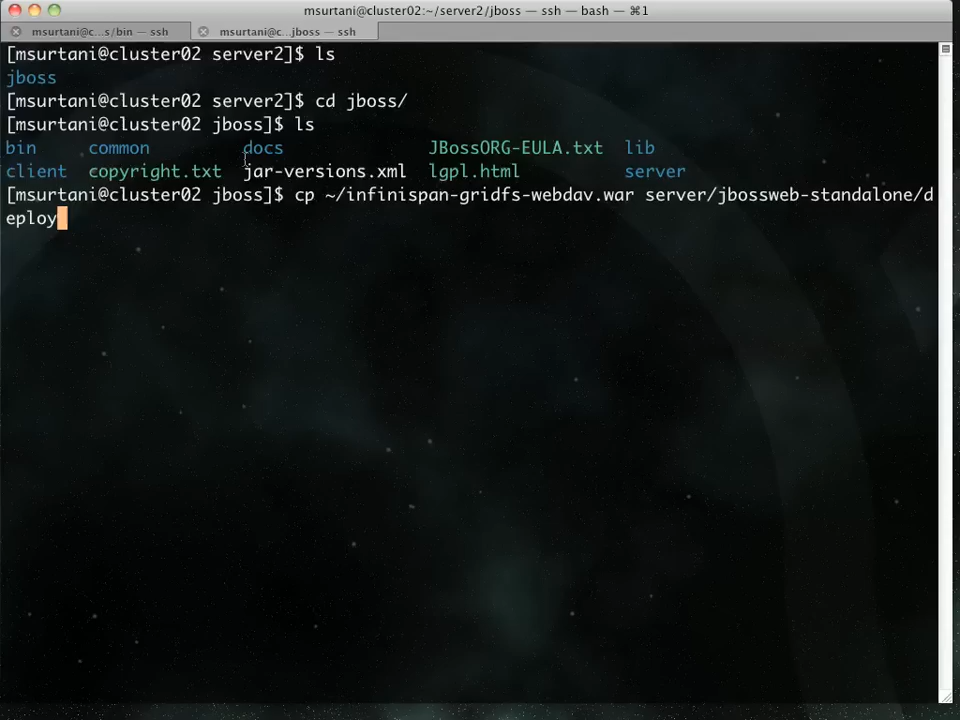 msurtani@cluster02:~/server2/jboss — ssh — bash — ⌘1
msurtani@c...s/bin — ssh
msurtani@c...jboss — ssh
[msurtani@cluster02 server2]$ ls
jboss
[msurtani@cluster02 server2]$ cd jboss/
[msurtani@cluster02 jboss]$ ls
bin common docs JBossORG-EULA.txt lib
client copyright.txt jar-versions.xml lgpl.html server
[msurtani@cluster02 jboss]$ cp ~/infinispan-gridfs-webdav.war server/jbossweb-standalone/d
eploy